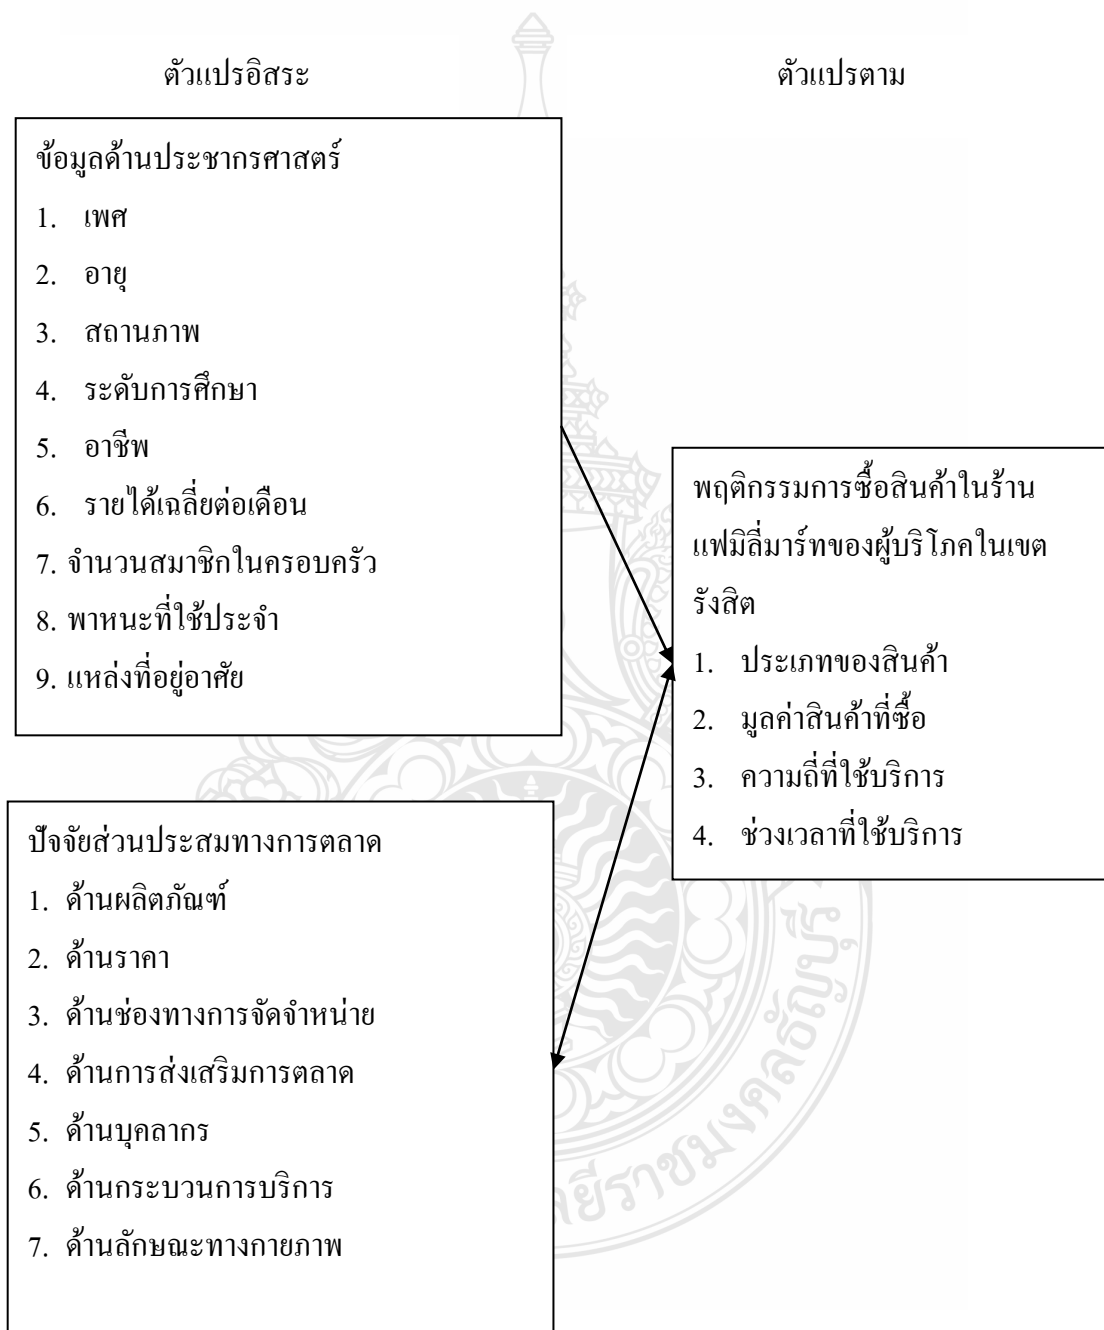 ตัวแปรอิสระ
ตัวแปรตาม
ข้อมูลด้านประชากรศาสตร์
1. เพศ
2. อายุ
3. สถานภาพ
4. ระดับการศึกษา
5. อาชีพ
6. รายได้เฉลี่ยต่อเดือน
7. จำนวนสมาชิกในครอบครัว
8. พาหนะที่ใช้ประจำ
9. แหล่งที่อยู่อาศัย
พฤติกรรมการซื้อสินค้าในร้าน
แฟมิลี่มาร์ทของผู้บริโภคในเขต
รังสิต
1. ประเภทของสินค้า
2. มูลค่าสินค้าที่ซื้อ
3. ความถี่ที่ใช้บริการ
4. ช่วงเวลาที่ใช้บริการ
ปัจจัยส่วนประสมทางการตลาด
1. ด้านผลิตภัณฑ์
2. ด้านราคา
3. ด้านช่องทางการจัดจำหน่าย
4. ด้านการส่งเสริมการตลาด
5. ด้านบุคลากร
6. ด้านกระบวนการบริการ
7. ด้านลักษณะทางกายภาพ
ลยีราชมงคลธัญบุรี